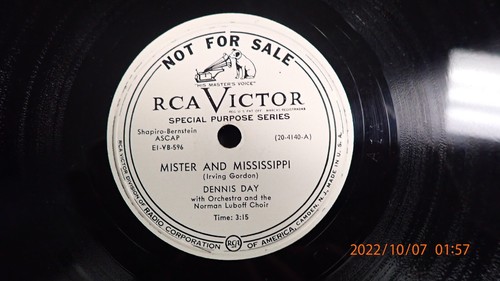 NOT FOR SALE
"HIS MASTER'S VOICE"
RCA VICTOR
SPECIAL PURPOSE SERIES
Shapiro-Bernstein
ASCAP
E1-VB-596
(20-4140-A)
MISTER AND MISSISSIPPI
(Irving Gordon)
DENNIS DAY
with Orchestra and the
Norman Luboff Choir
Time: 3:15
RCA VICTOR DIVISION OF RADIO CORPORATION OF AMERICA, CAMDEN, N.J. MADE IN U.S.A.
RCA
2022/10/07 01:57